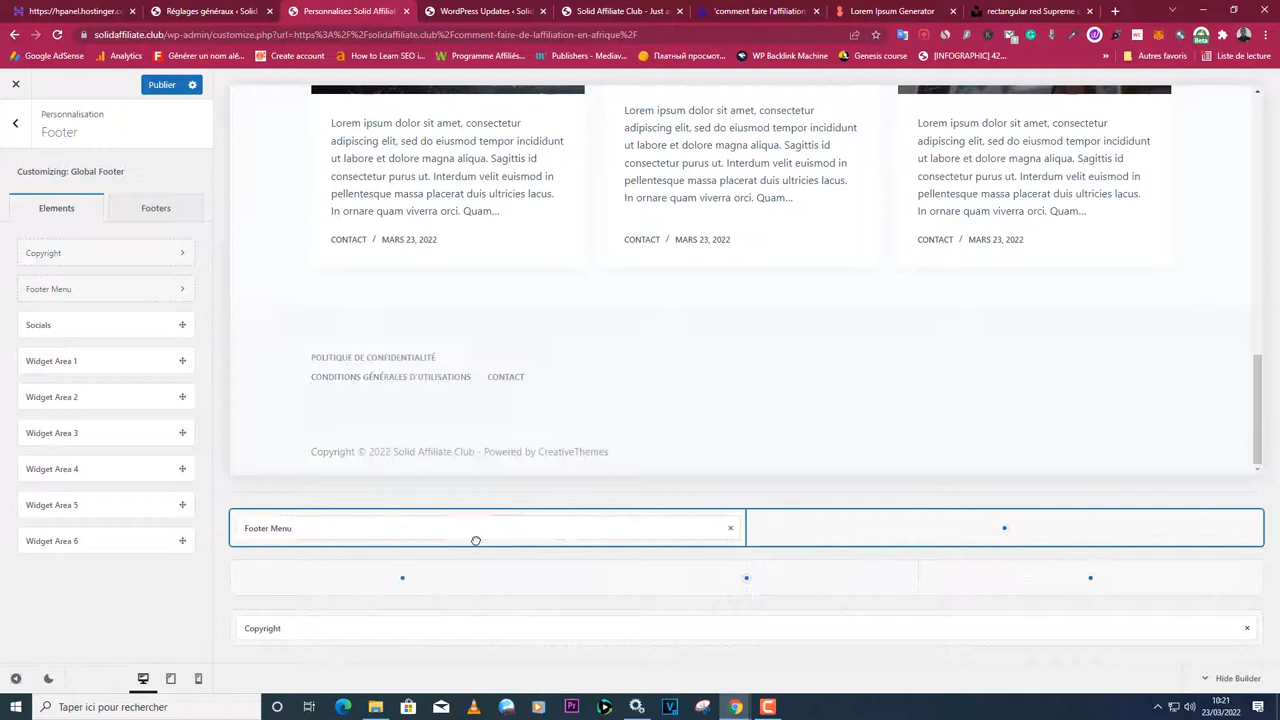 https://hpanel.hostinger.co
Réglages généraux ‹ Solid
Personnalisez Solid Affiliate
WordPress Updates ‹ Solid
Solid Affiliate Club - Just a
"comment faire l'affiliation
Lorem Ipsum Generator
rectangular red Supreme
solidaffiliate.club/wp-admin/customize.php?url=https%3A%2F%2Fsolidaffiliate.club%2Fcomment-faire-de-laffiliation-en-afrique%2F
Google AdSense
Analytics
Générer un nom alé...
Create account
How to Learn SEO i...
Programme Affiliés...
Publishers - Mediav...
Платный просмотр...
WP Backlink Machine
Genesis course
[INFOGRAPHIC] 42...
Autres favoris
Liste de lecture
Publier
Personnalisation
Footer
Customizing: Global Footer
Elements
Footers
Copyright
Footer Menu
Socials
Widget Area 1
Widget Area 2
Widget Area 3
Widget Area 4
Widget Area 5
Widget Area 6
Lorem ipsum dolor sit amet, consectetur
adipiscing elit, sed do eiusmod tempor incididunt
ut labore et dolore magna aliqua. Sagittis id
consectetur purus ut. Interdum velit euismod in
pellentesque massa placerat duis ultricies lacus.
In ornare quam viverra orci. Quam...
CONTACT / MARS 23, 2022
Lorem ipsum dolor sit amet, consectetur
adipiscing elit, sed do eiusmod tempor incididunt
ut labore et dolore magna aliqua. Sagittis id
consectetur purus ut. Interdum velit euismod in
pellentesque massa placerat duis ultricies lacus.
In ornare quam viverra orci. Quam...
CONTACT / MARS 23, 2022
Lorem ipsum dolor sit amet, consectetur
adipiscing elit, sed do eiusmod tempor incididunt
ut labore et dolore magna aliqua. Sagittis id
consectetur purus ut. Interdum velit euismod in
pellentesque massa placerat duis ultricies lacus.
In ornare quam viverra orci. Quam...
CONTACT / MARS 23, 2022
POLITIQUE DE CONFIDENTIALITÉ
CONDITIONS GÉNÉRALES D'UTILISATIONS CONTACT
Copyright © 2022 Solid Affiliate Club - Powered by CreativeThemes
Footer Menu
Copyright
Hide Builder
Taper ici pour rechercher
10:21
23/03/2022